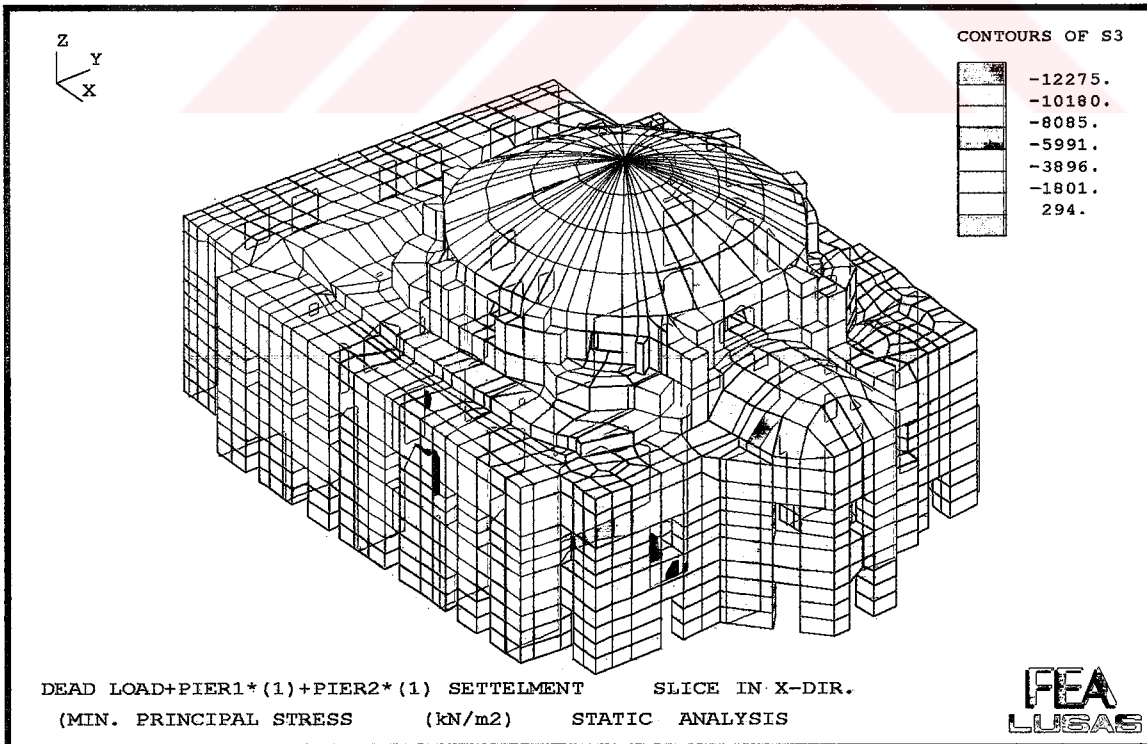 CONTOURS OF S3
Z
Y
X
-12275.
-10180.
-8085.
-5991.
-3896.
-1801.
294.
DEAD LOAD+PIER1*(1)+PIER2*(1) SETTELMENT SLICE IN X-DIR.
(MIN. PRINCIPAL STRESS (kN/m2) STATIC ANALYSIS
FEA
LUSAS